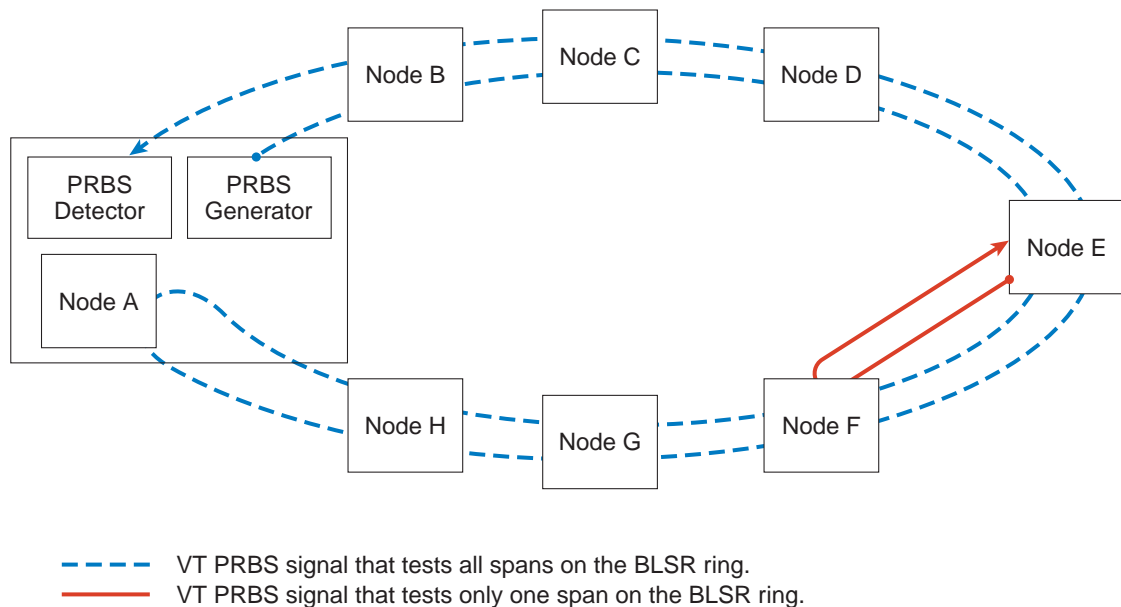 Node B
Node C
Node D
PRBS
Detector
PRBS
Generator
Node A
Node E
Node H
Node G
Node F
VT PRBS signal that tests all spans on the BLSR ring.
VT PRBS signal that tests only one span on the BLSR ring.